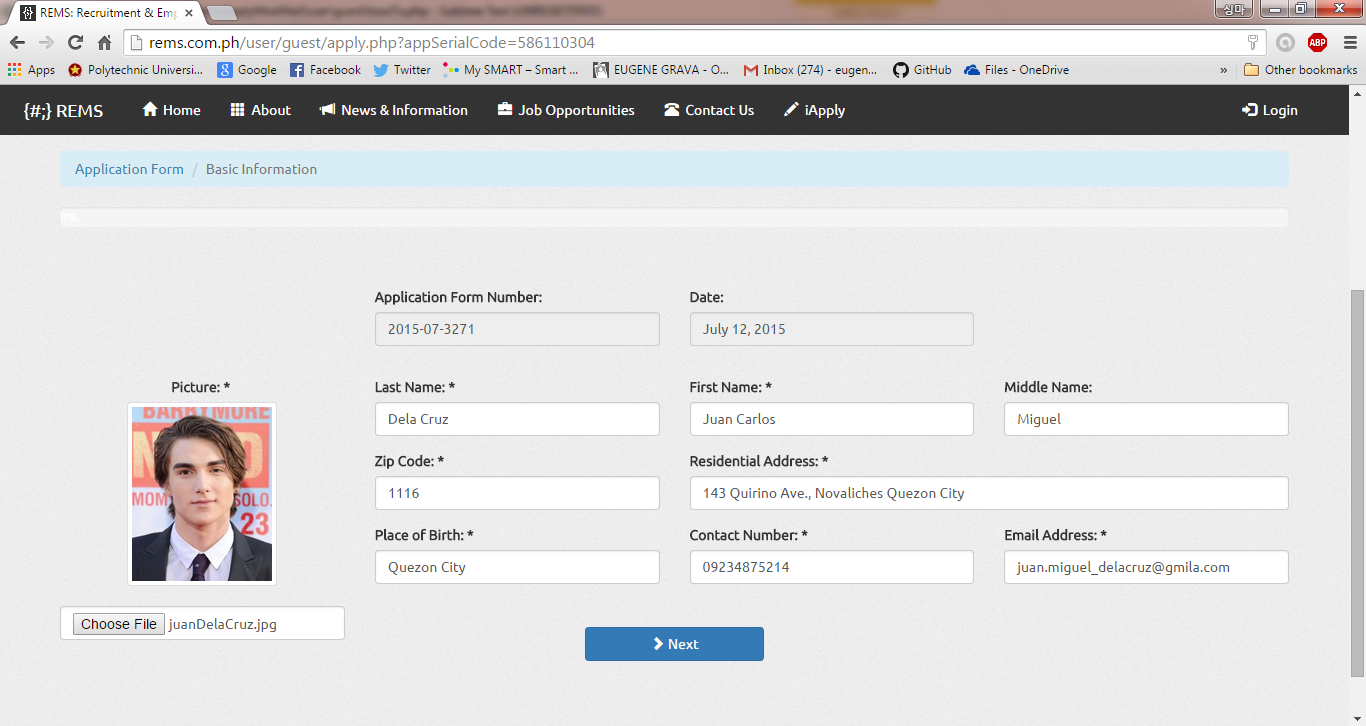 REMS: Recruitment & Emp
rems.com.ph/user/guest/apply.php?appSerialCode=586110304
ABP
Apps Polytechnic Universi... Google Facebook Twitter My SMART – Smart ... EUGENE GRAVA - O... Inbox (274) - eugen... GitHub Files - OneDrive » Other bookmarks
{#;} REMS Home About News & Information Job Opportunities Contact Us iApply Login
Application Form / Basic Information
0%
Application Form Number: Date:
2015-07-3271 July 12, 2015
Picture: * Last Name: * First Name: * Middle Name:
Dela Cruz Juan Carlos Miguel
BARRYMORE
Zip Code: * Residential Address: *
1116 143 Quirino Ave., Novaliches Quezon City
MOM SOLO.
23
Place of Birth: * Contact Number: * Email Address: *
Quezon City 09234875214 juan.miguel_delacruz@gmila.com
Choose File juanDelaCruz.jpg
Next